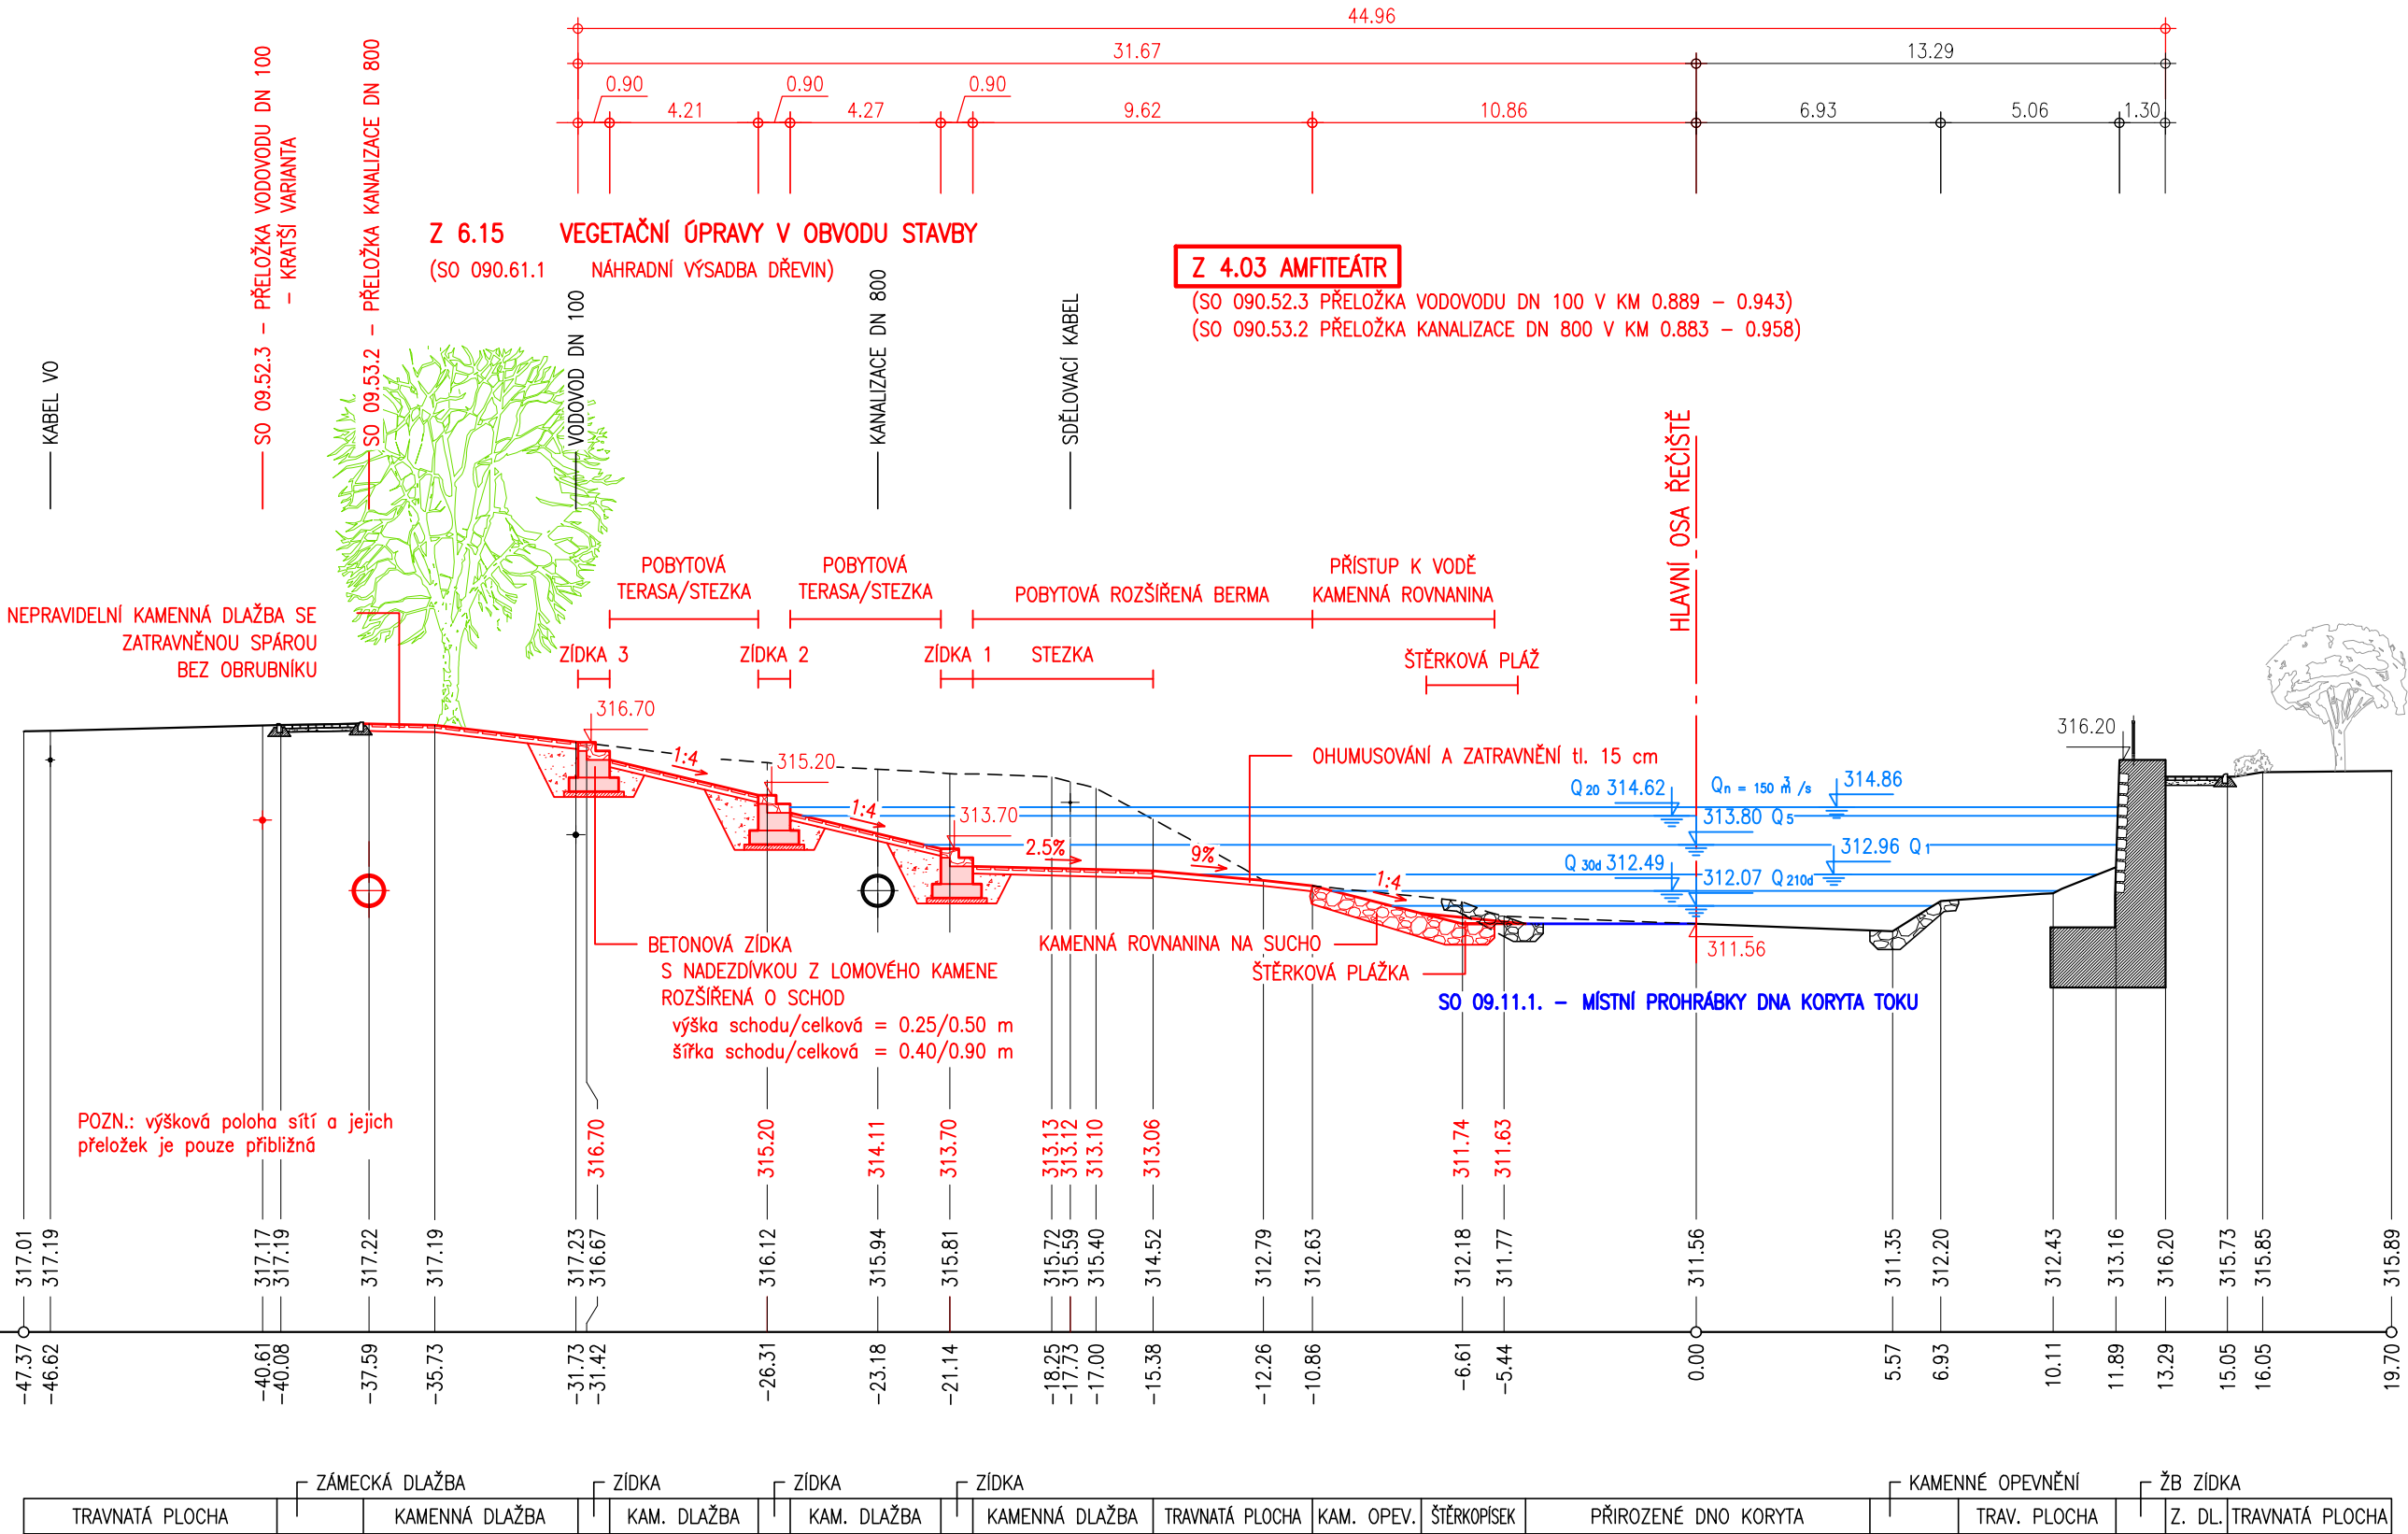 44.96
31.67
13.29
0.90
0.90
0.90
4.21
4.27
9.62
10.86
6.93
5.06
1.30
SO 09.52.3 – PŘELOŽKA VODOVODU DN 100
– KRATŠÍ VARIANTA
SO 09.53.2 – PŘELOŽKA KANALIZACE DN 800
Z 6.15 VEGETAČNÍ ÚPRAVY V OBVODU STAVBY
(SO 090.61.1 NÁHRADNÍ VÝSADBA DŘEVIN)
Z 4.03 AMFITEÁTR
(SO 090.52.3 PŘELOŽKA VODOVODU DN 100 V KM 0.889 – 0.943)
(SO 090.53.2 PŘELOŽKA KANALIZACE DN 800 V KM 0.883 – 0.958)
KABEL VO
VODOVOD DN 100
KANALIZACE DN 800
SDĚLOVACÍ KABEL
HLAVNÍ OSA ŘEČIŠTĚ
POBYTOVÁ
TERASA/STEZKA
POBYTOVÁ
TERASA/STEZKA
POBYTOVÁ ROZŠÍŘENÁ BERMA
PŘÍSTUP K VODĚ
KAMENNÁ ROVNANINA
NEPRAVIDELNÍ KAMENNÁ DLAŽBA SE
ZATRAVNĚNOU SPÁROU
BEZ OBRUBNÍKU
ZÍDKA 3
ZÍDKA 2
ZÍDKA 1
STEZKA
ŠTĚRKOVÁ PLÁŽ
316.70
316.20
1:4
315.20
OHUMUSOVÁNÍ A ZATRAVNĚNÍ tl. 15 cm
Q20 314.62
Qn = 150 m3/s
314.86
1:4
313.70
313.80 Q5
2.5%
9%
312.96 Q1
Q30d 312.49
1:4
312.07 Q210d
311.56
BETONOVÁ ZÍDKA
S NADEZDÍVKOU Z LOMOVÉHO KAMENE
ROZŠÍŘENÁ O SCHOD
výška schodu/celková = 0.25/0.50 m
šířka schodu/celková = 0.40/0.90 m
KAMENNÁ ROVNANINA NA SUCHO
ŠTĚRKOVÁ PLÁŽKA
SO 09.11.1. – MÍSTNÍ PROHRÁBKY DNA KORYTA TOKU
POZN.: výšková poloha sítí a jejich
přeložek je pouze přibližná
316.70
315.20
314.11
313.70
313.13
313.12
313.10
313.06
311.74
311.63
317.01
317.19
317.17
317.19
317.22
317.19
317.23
316.67
316.12
315.94
315.81
315.72
315.59
315.40
314.52
312.79
312.63
312.18
311.77
311.56
311.35
312.20
312.43
313.16
316.20
315.73
315.85
315.89
–47.37
–46.62
–40.61
–40.08
–37.59
–35.73
–31.73
–31.42
–26.31
–23.18
–21.14
–18.25
–17.73
–17.00
–15.38
–12.26
–10.86
–6.61
–5.44
0.00
5.57
6.93
10.11
11.89
13.29
15.05
16.05
19.70
ZÁMECKÁ DLAŽBA
ZÍDKA
ZÍDKA
ZÍDKA
KAMENNÉ OPEVNĚNÍ
ŽB ZÍDKA
TRAVNATÁ PLOCHA
KAMENNÁ DLAŽBA
KAM. DLAŽBA
KAM. DLAŽBA
KAMENNÁ DLAŽBA
TRAVNATÁ PLOCHA
KAM. OPEV.
ŠTĚRKOPÍSEK
PŘIROZENÉ DNO KORYTA
TRAV. PLOCHA
Z. DL.
TRAVNATÁ PLOCHA